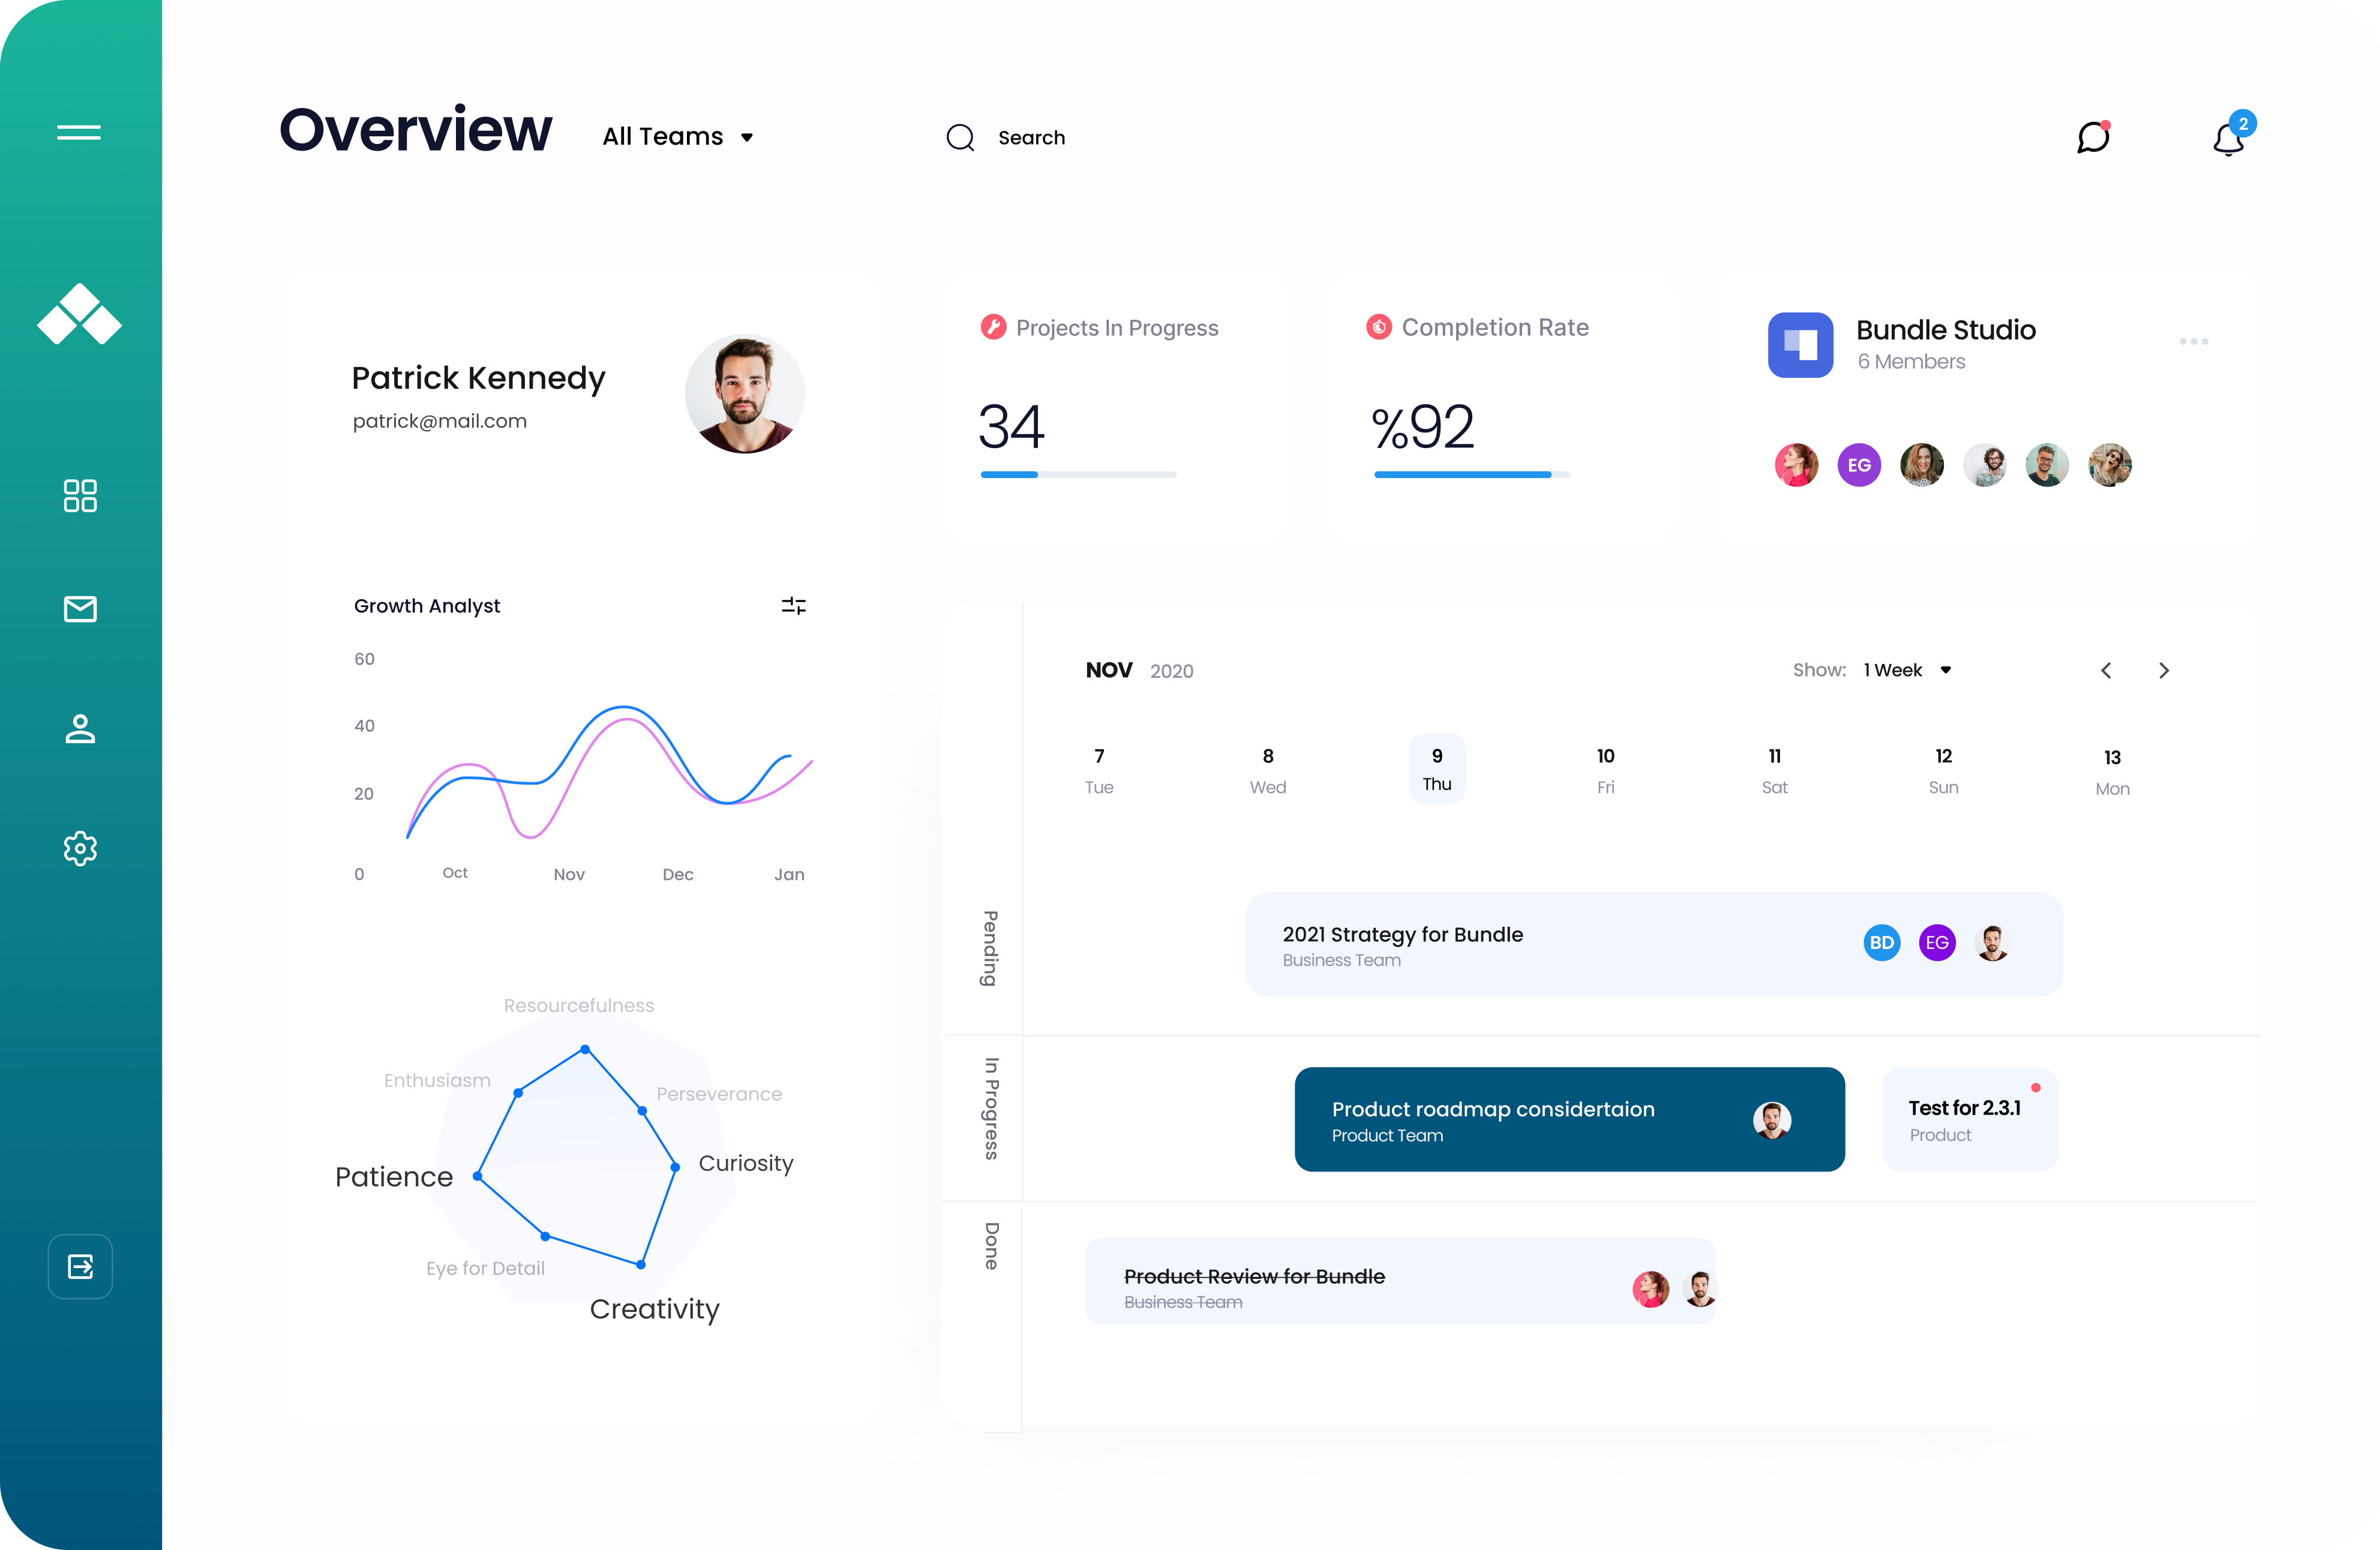 Overview
All Teams
Search
2
Patrick Kennedy
patrick@mail.com
Projects In Progress
34
Completion Rate
%92
Bundle Studio
6 Members
EG
Growth Analyst
60
40
20
0
Oct
Nov
Dec
Jan
Resourcefulness
Enthusiasm
Perseverance
Patience
Curiosity
Eye for Detail
Creativity
NOV 2020
Show: 1 Week
7
Tue
8
Wed
9
Thu
10
Fri
11
Sat
12
Sun
13
Mon
Pending
2021 Strategy for Bundle
Business Team
BD
EG
In Progress
Product roadmap considertaion
Product Team
Test for 2.3.1
Product
Done
Product Review for Bundle
Business Team